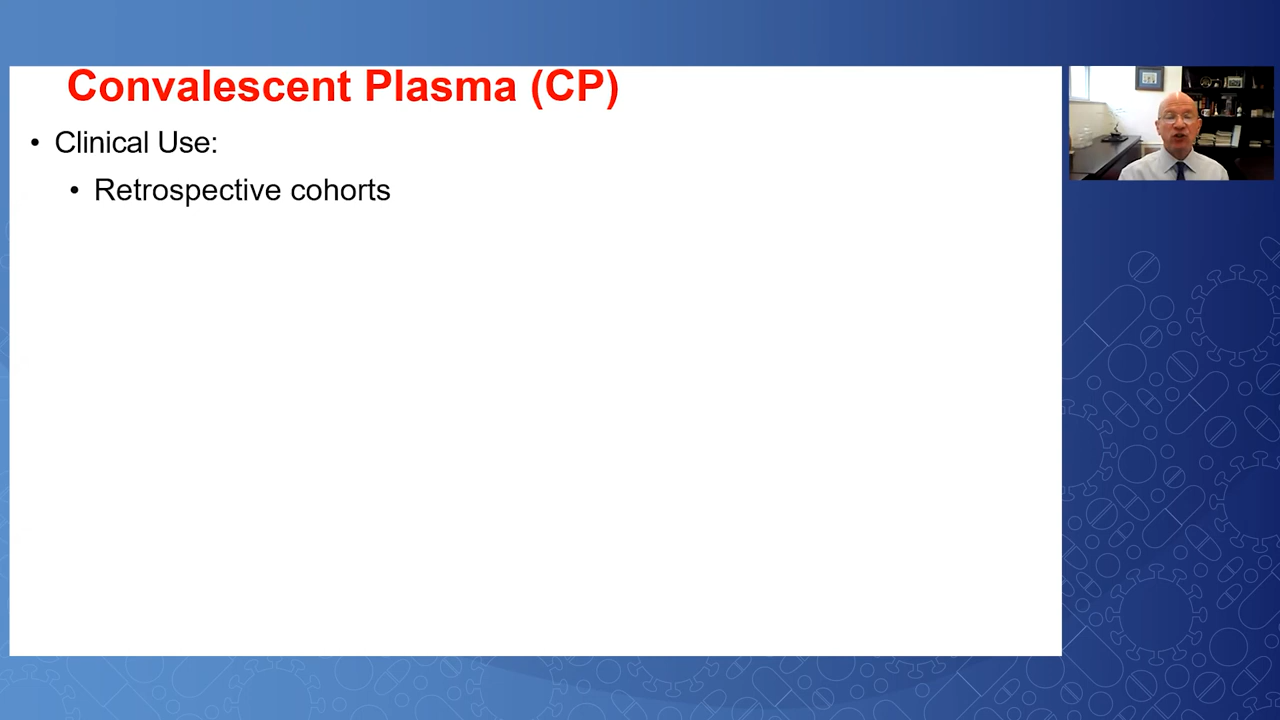 Convalescent Plasma (CP)
• Clinical Use:
• Retrospective cohorts